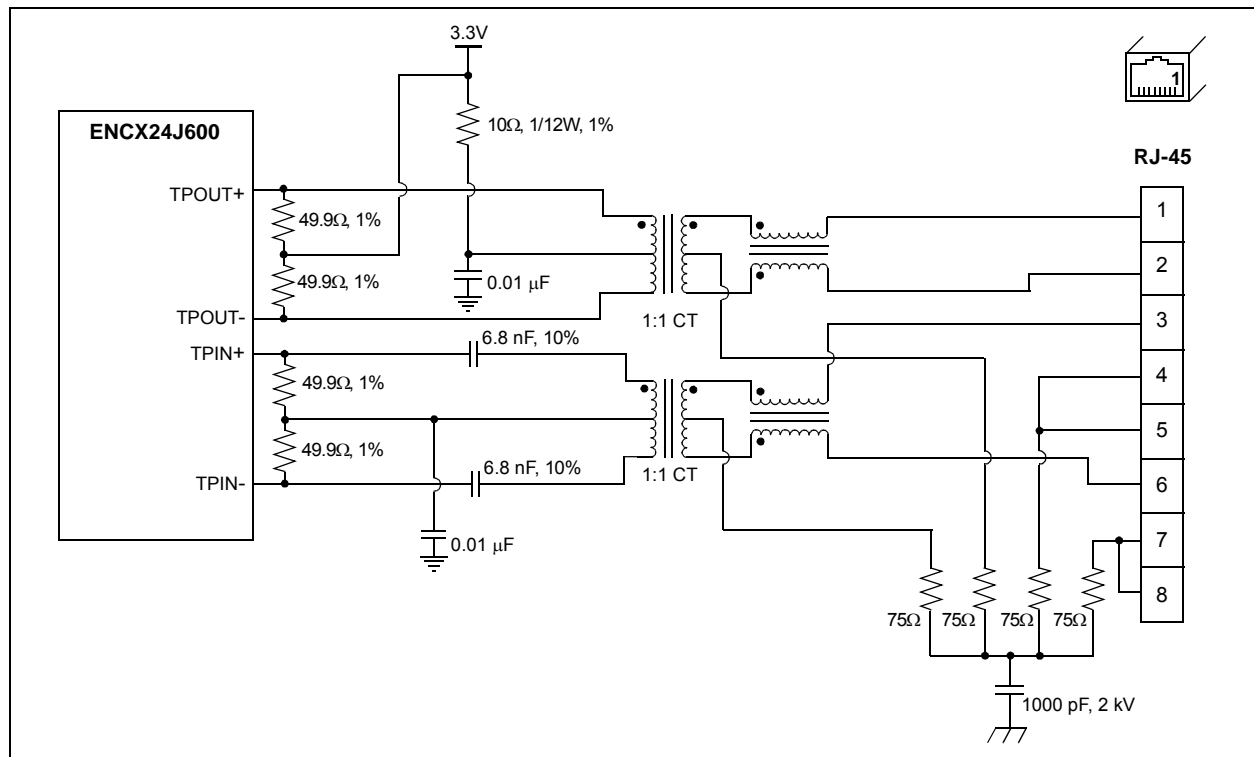 3.3V
1
ENCX24J600
10Ω, 1/12W, 1%
RJ-45
TPOUT+
49.9Ω, 1%
1
49.9Ω, 1%
0.01 μF
2
TPOUT-
1:1 CT
3
TPIN+
6.8 nF, 10%
49.9Ω, 1%
4
49.9Ω, 1%
5
6.8 nF, 10%
1:1 CT
TPIN-
6
0.01 μF
7
8
75Ω 75Ω 75Ω 75Ω
1000 pF, 2 kV